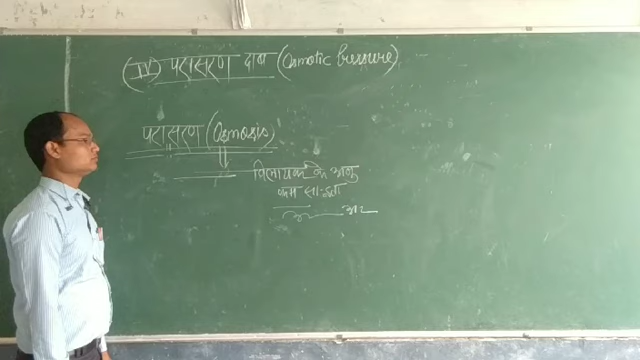 (IV) परासरण दाब (Osmotic Pressure)
परासरण (Osmosis)
विलायक के अणु
कम सान्द्रता